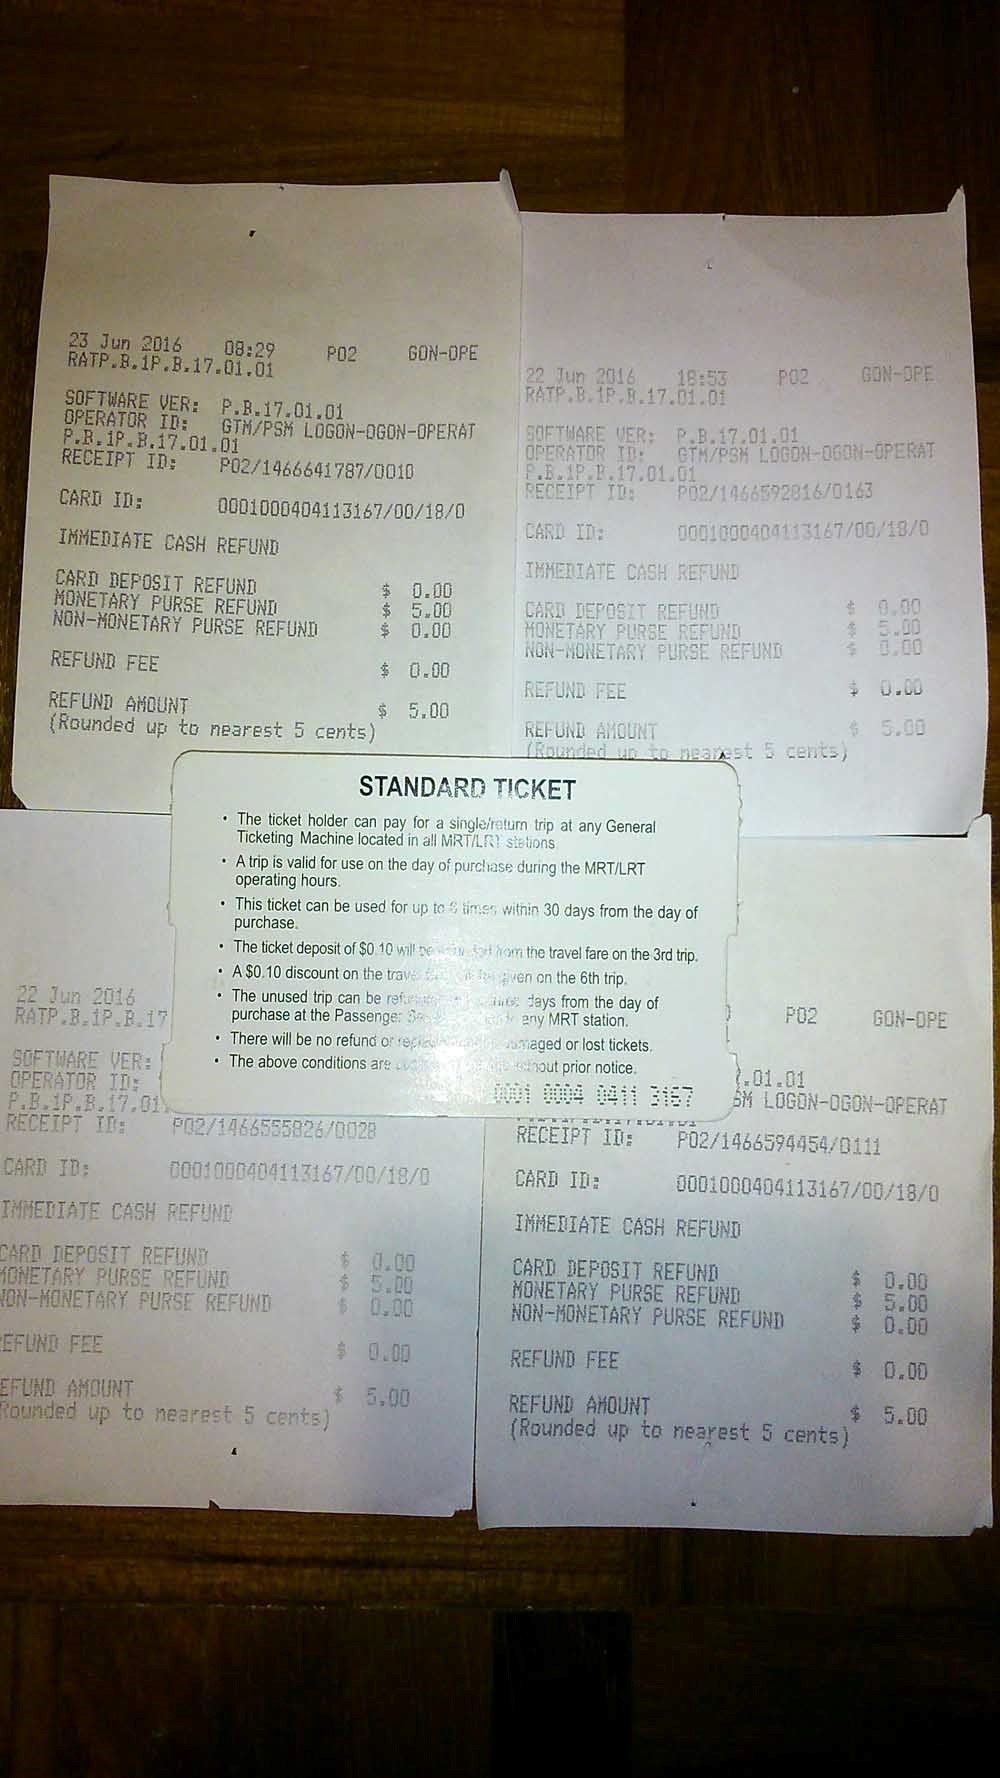 23 Jun 2016 08:29 P02 GON-OPE
RATP.B.1P.B.17.01.01
SOFTWARE VER: P.B.17.01.01
OPERATOR ID: GTM/PSM LOGON-OGON-OPERAT
P.B.1P.B.17.01.01
RECEIPT ID: P02/1466641787/0010
CARD ID: 0001000404113167/00/18/0
IMMEDIATE CASH REFUND
CARD DEPOSIT REFUND $ 0.00
MONETARY PURSE REFUND $ 5.00
NON-MONETARY PURSE REFUND $ 0.00
REFUND FEE $ 0.00
REFUND AMOUNT $ 5.00
(Rounded up to nearest 5 cents)
22 Jun 2016 18:53 P02 GON-OPE
RATP.B.1P.B.17.01.01
SOFTWARE VER: P.B.17.01.01
OPERATOR ID: GTM/PSM LOGON-OGON-OPERAT
P.B.1P.B.17.01.01
RECEIPT ID: P02/1466592816/0163
CARD ID: 0001000404113167/00/18/0
IMMEDIATE CASH REFUND
CARD DEPOSIT REFUND $ 0.00
MONETARY PURSE REFUND $ 5.00
NON-MONETARY PURSE REFUND $ 0.00
REFUND FEE $ 0.00
REFUND AMOUNT $ 5.00
(Rounded up to nearest 5 cents)
STANDARD TICKET
• The ticket holder can pay for a single/return trip at any General
Ticketing Machine located in all MRT/LRT stations.
• A trip is valid for use on the day of purchase during the MRT/LRT
operating hours.
• This ticket can be used for up to 6 times within 30 days from the day of
purchase.
• The ticket deposit of $0.10 will be from the travel fare on the 3rd trip.
• A $0.10 discount on the travel given on the 6th trip.
• The unused trip can be days from the day of
purchase at the Passenger any MRT station.
• There will be no refund or damaged or lost tickets.
• The above conditions are without prior notice.
0001 0004 0411 3167
22 Jun 2016
RATP.B.1P.B.17
SOFTWARE VER:
OPERATOR ID:
P.B.1P.B.17.01.
RECEIPT ID: P02/1466555826/0028
CARD ID: 0001000404113167/00/18/0
IMMEDIATE CASH REFUND
CARD DEPOSIT REFUND $ 0.00
MONETARY PURSE REFUND $ 5.00
NON-MONETARY PURSE REFUND $ 0.00
EFUND FEE $ 0.00
EFUND AMOUNT $ 5.00
Rounded up to nearest 5 cents)
P02 GON-OPE
.01.01
SM LOGON-OGON-OPERAT
RECEIPT ID: P02/1466594454/0111
CARD ID: 0001000404113167/00/18/0
IMMEDIATE CASH REFUND
CARD DEPOSIT REFUND $ 0.00
MONETARY PURSE REFUND $ 5.00
NON-MONETARY PURSE REFUND $ 0.00
REFUND FEE $ 0.00
REFUND AMOUNT $ 5.00
(Rounded up to nearest 5 cents)